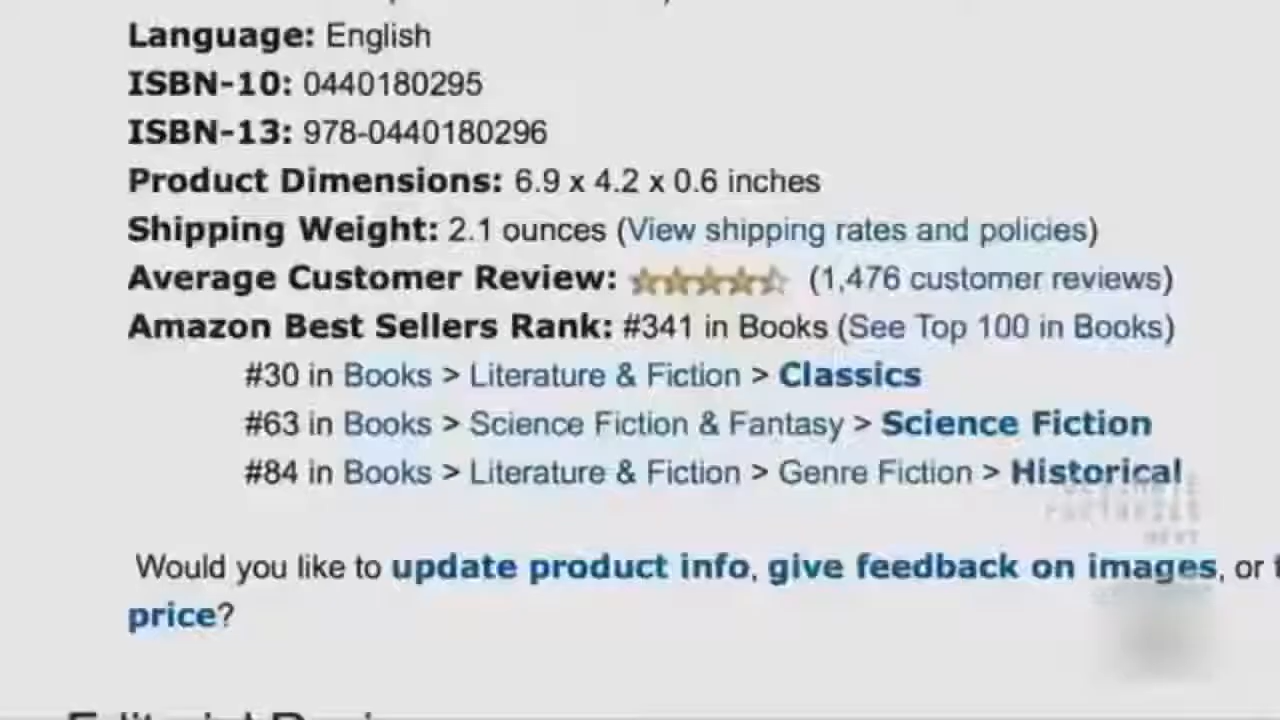 Language: English
ISBN-10: 0440180295
ISBN-13: 978-0440180296
Product Dimensions: 6.9 x 4.2 x 0.6 inches
Shipping Weight: 2.1 ounces (View shipping rates and policies)
Average Customer Review: (1,476 customer reviews)
Amazon Best Sellers Rank: #341 in Books (See Top 100 in Books)
#30 in Books > Literature & Fiction > Classics
#63 in Books > Science Fiction & Fantasy > Science Fiction
#84 in Books > Literature & Fiction > Genre Fiction > Historical
Would you like to update product info, give feedback on images, or
price?